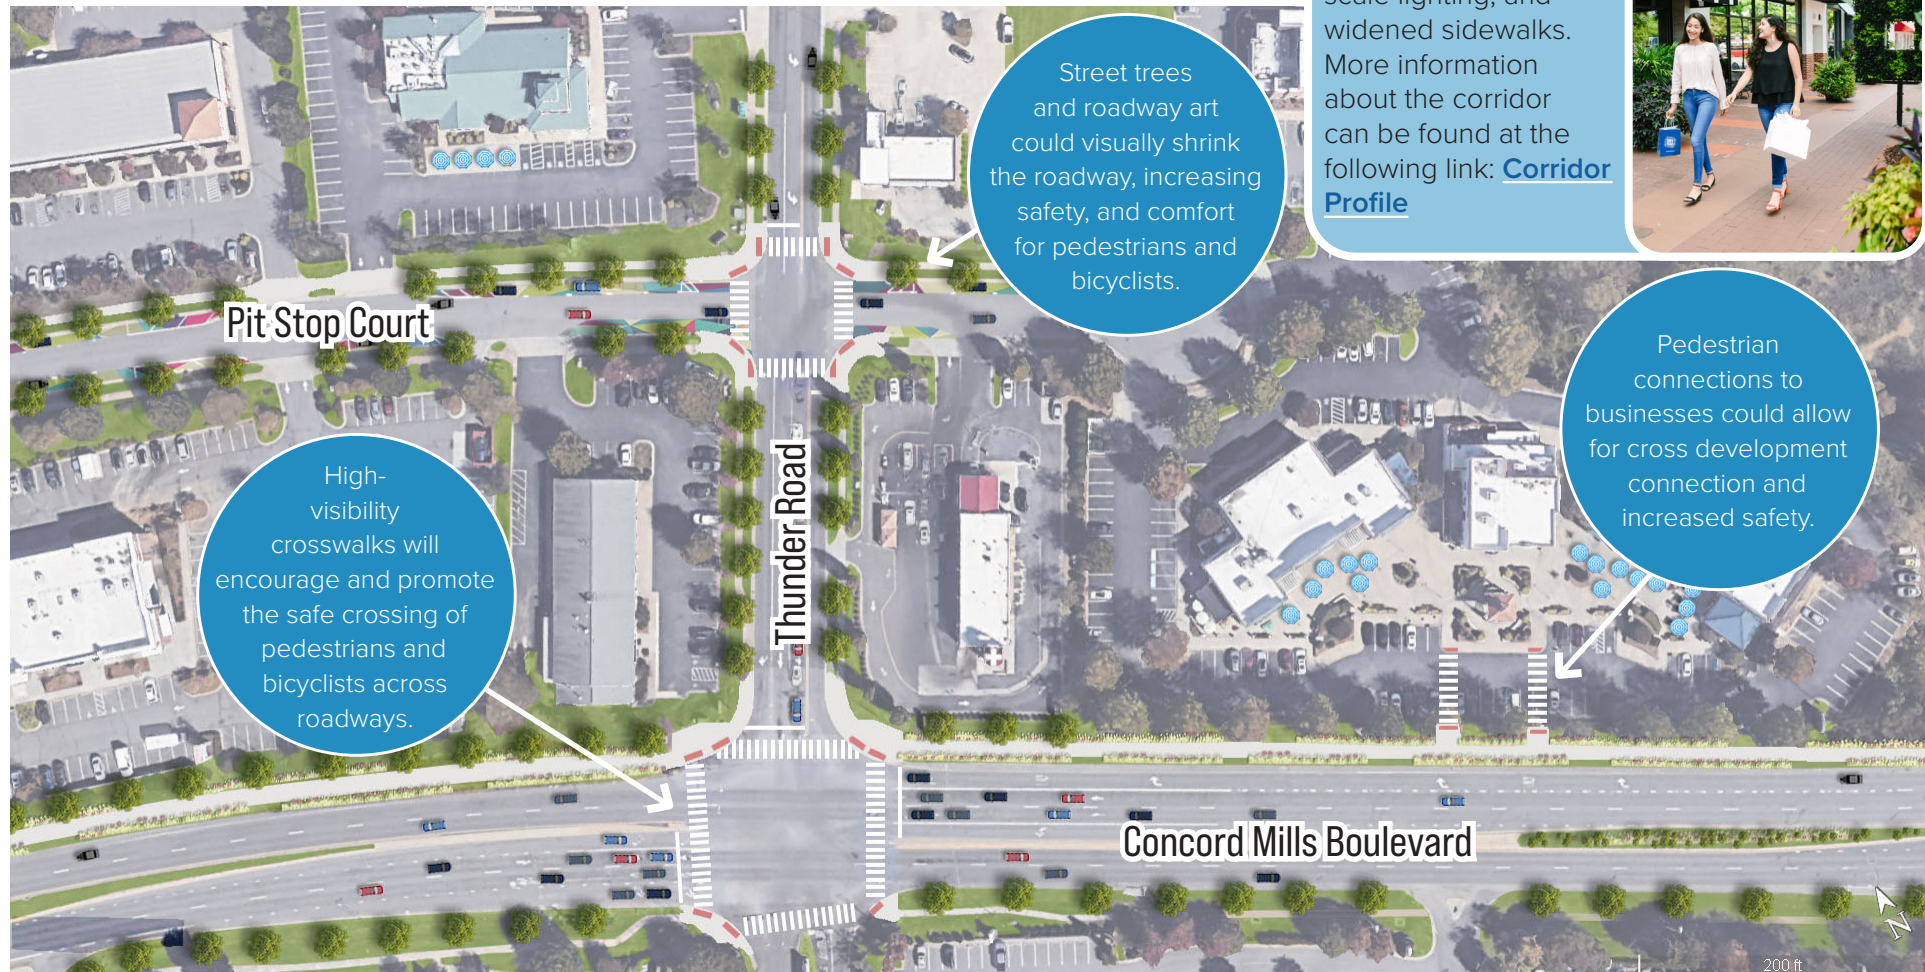 scale lighting, and
widened sidewalks.
More information
about the corridor
can be found at the
following link: Corridor
Profile
Street trees
and roadway art
could visually shrink
the roadway, increasing
safety, and comfort
for pedestrians and
bicyclists.
Pit Stop Court
Pedestrian
connections to
businesses could allow
for cross development
connection and
increased safety.
High-
visibility
crosswalks will
encourage and promote
the safe crossing of
pedestrians and
bicyclists across
roadways.
Thunder Road
Concord Mills Boulevard
N
200 ft